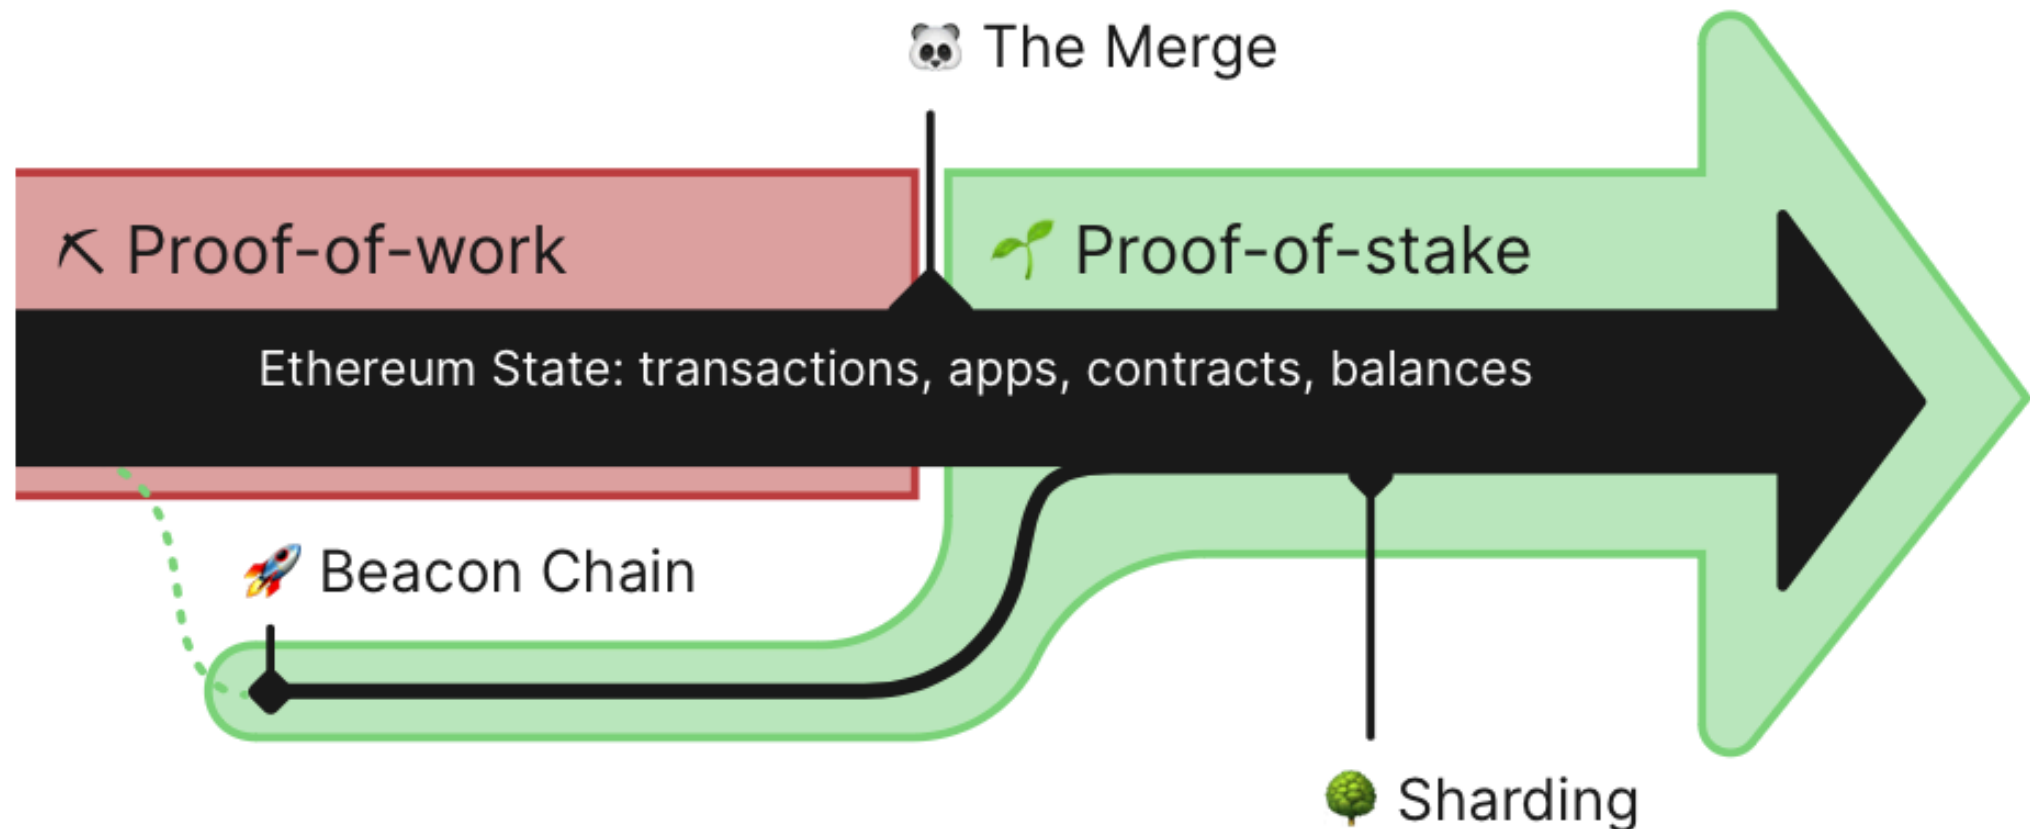 🐼 The Merge
⛏ Proof-of-work
🌱 Proof-of-stake
Ethereum State: transactions, apps, contracts, balances
🚀 Beacon Chain
🌳 Sharding